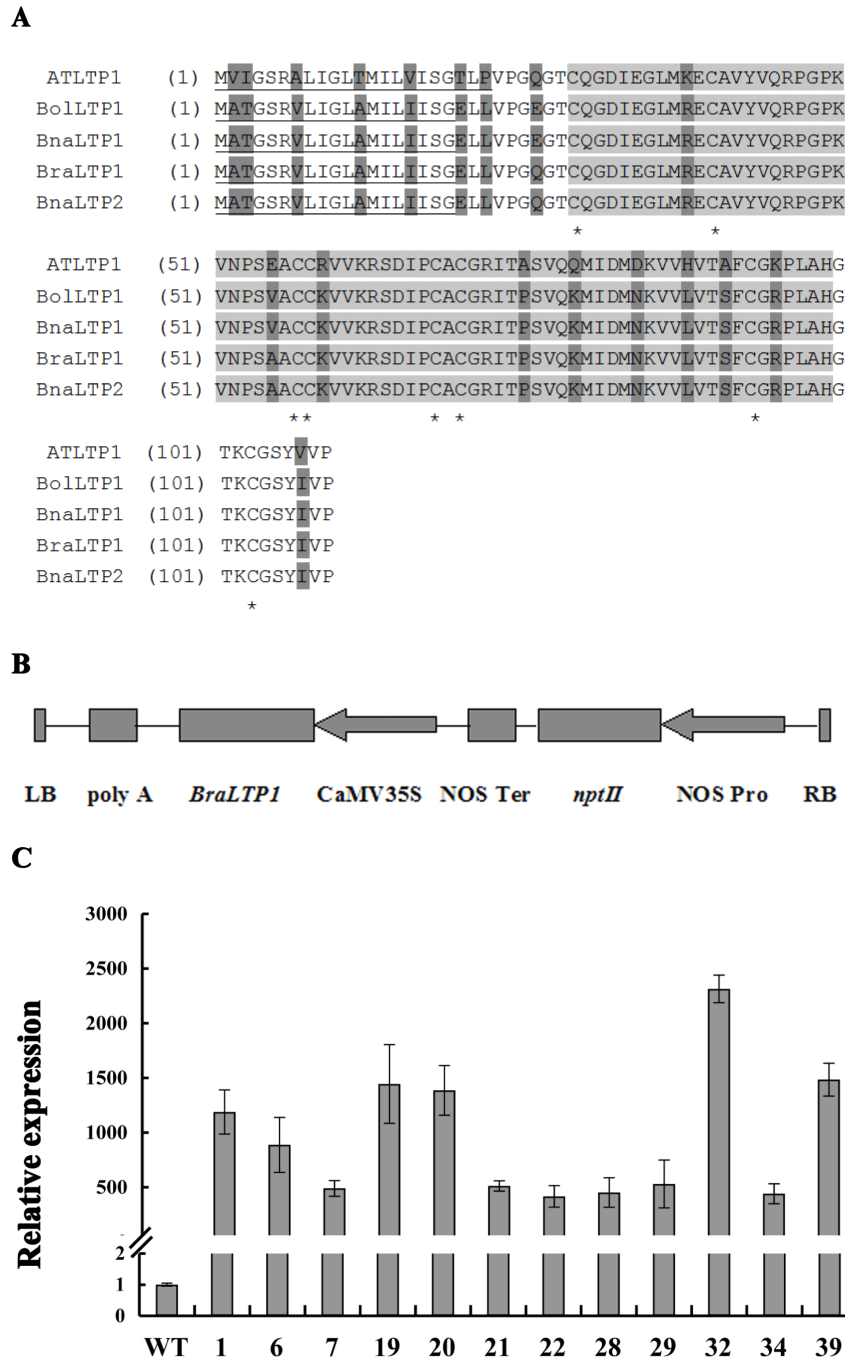 A
ATLTP1 (1) MVIGSRALIGLTMILVISGTLPVPGQGTCQGDIEGLMKECAVYVQRPGPK
BolLTP1 (1) MATGSRVLIGLAMILIISGELLVPGEGTCQGDIEGLMRECAVYVQRPGPK
BnaLTP1 (1) MATGSRVLIGLAMILIISGELLVPGEGTCQGDIEGLMRECAVYVQRPGPK
BraLTP1 (1) MATGSRVLIGLAMILIISGELLVPGQGTCQGDIEGLMRECAVYVQRPGPK
BnaLTP2 (1) MATGSRVLIGLAMILIISGELLVPGQGTCQGDIEGLMRECAVYVQRPGPK
* *
ATLTP1 (51) VNPSEACCRVVKRSDIPCACGRITASVQQMIDMDKVVHVTAFCGKPLAHG
BolLTP1 (51) VNPSVACCKVVKRSDIPCACGRITPSVQKMIDMNKVVLVTSFCGRPLAHG
BnaLTP1 (51) VNPSVACCKVVKRSDIPCACGRITPSVQKMIDMNKVVLVTSFCGRPLAHG
BraLTP1 (51) VNPSAACCKVVKRSDIPCACGRITPSVQKMIDMNKVVLVTSFCGRPLAHG
BnaLTP2 (51) VNPSAACCKVVKRSDIPCACGRITPSVQKMIDMNKVVLVTSFCGRPLAHG
** * * *
ATLTP1 (101) TKCGSYVVP
BolLTP1 (101) TKCGSYIVP
BnaLTP1 (101) TKCGSYIVP
BraLTP1 (101) TKCGSYIVP
BnaLTP2 (101) TKCGSYIVP
*
B
LB poly A BraLTP1 CaMV35S NOS Ter nptII NOS Pro RB
C
Relative expression
3000
2500
2000
1500
1000
500
2
1
0
WT 1 6 7 19 20 21 22 28 29 32 34 39